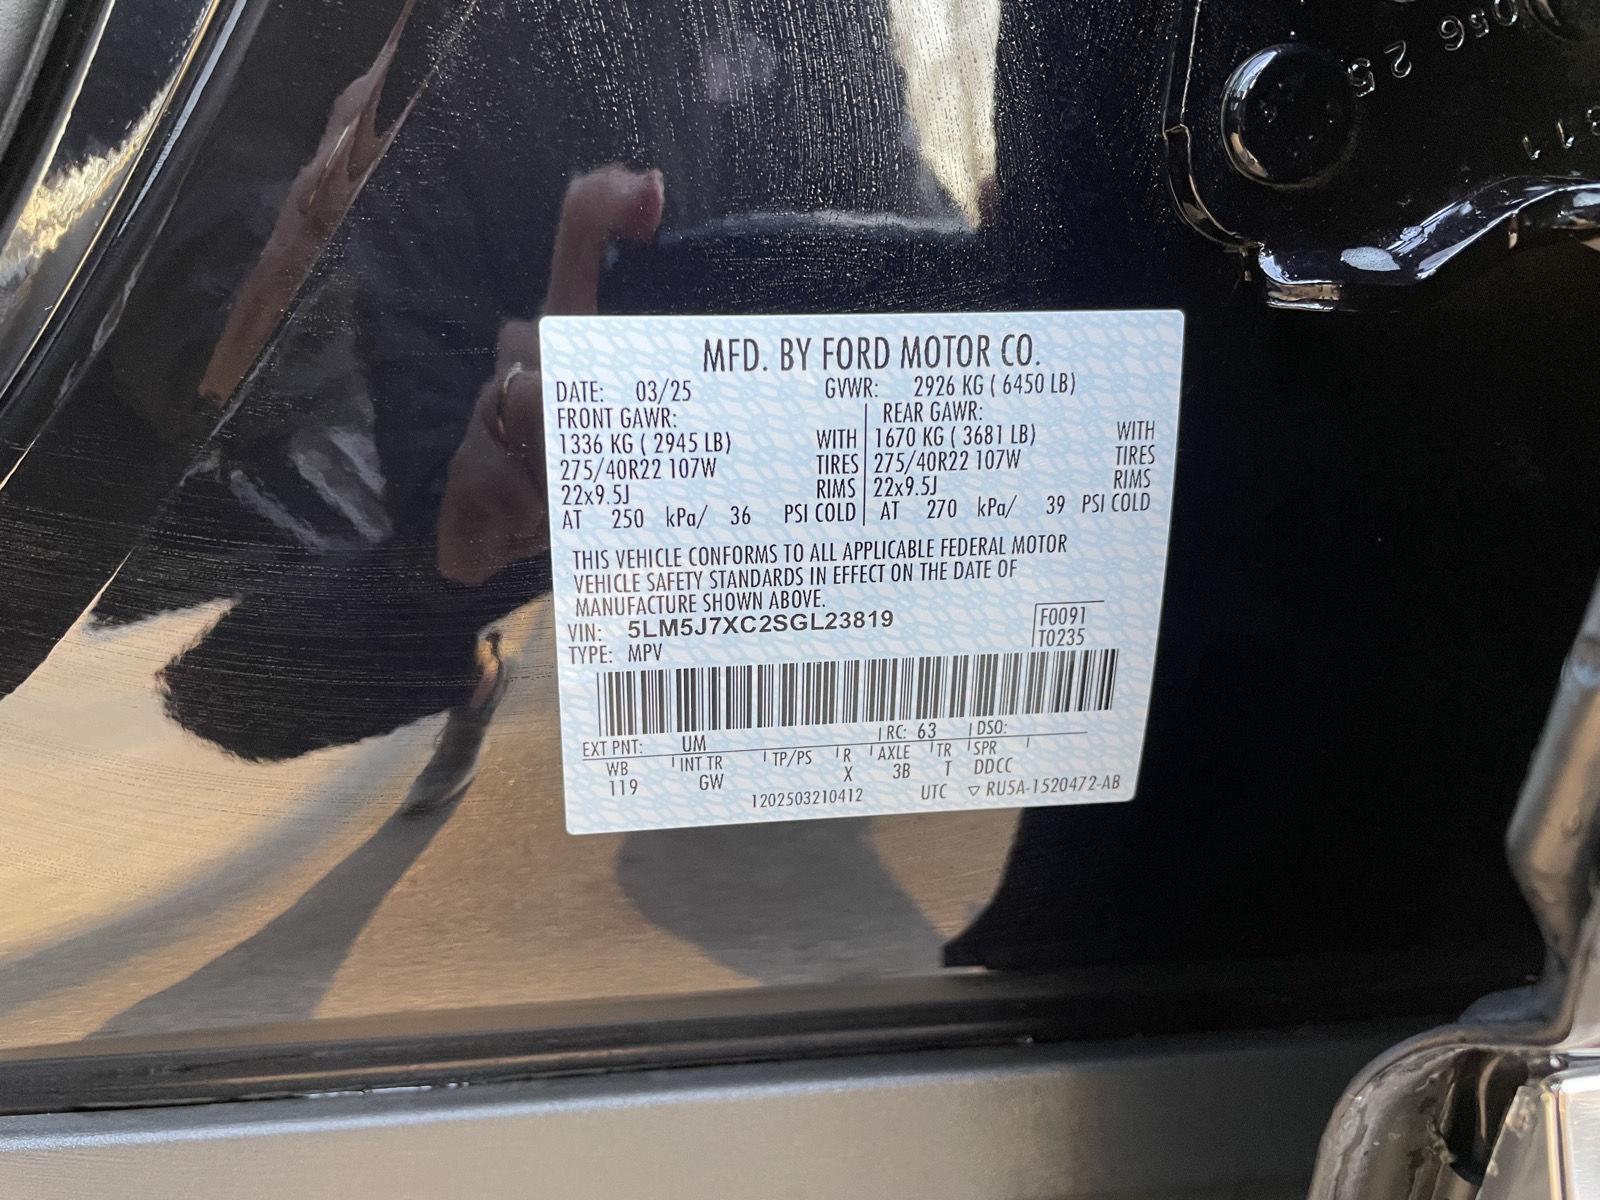 MFD. BY FORD MOTOR CO.
DATE: 03/25 GVWR: 2926 KG ( 6450 LB)
FRONT GAWR: REAR GAWR:
1336 KG ( 2945 LB) WITH 1670 KG ( 3681 LB) WITH
275/40R22 107W TIRES 275/40R22 107W TIRES
22x9.5J RIMS 22x9.5J RIMS
AT 250 kPa/ 36 PSI COLD AT 270 kPa/ 39 PSI COLD
THIS VEHICLE CONFORMS TO ALL APPLICABLE FEDERAL MOTOR
VEHICLE SAFETY STANDARDS IN EFFECT ON THE DATE OF
MANUFACTURE SHOWN ABOVE.
VIN: 5LM5J7XC2SGL23819 F0091
TYPE: MPV T0235
EXT PNT: UM RC: 63 DSO:
WB INT TR TP/PS R AXLE TR SPR
119 GW X 3B T DDCC
1202503210412 UTC ▽ RU5A-1520472-AB